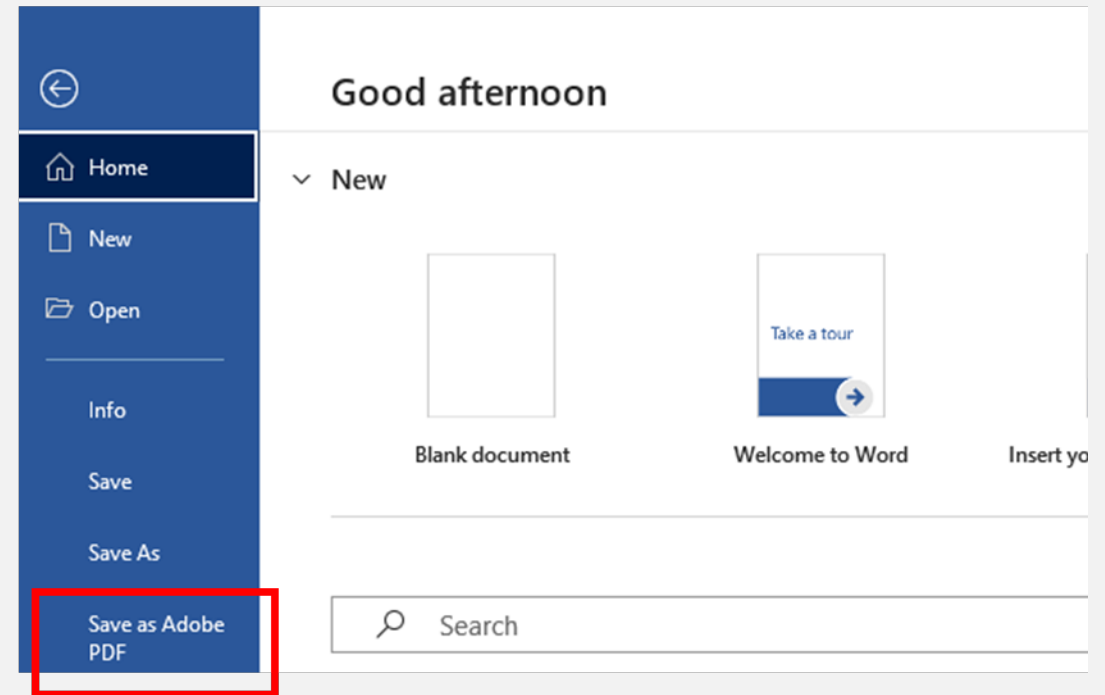 Good afternoon
Home
New
New
Open
Take a tour
Info
Blank document
Welcome to Word
Insert yo
Save
Save As
Save as Adobe
PDF
Search